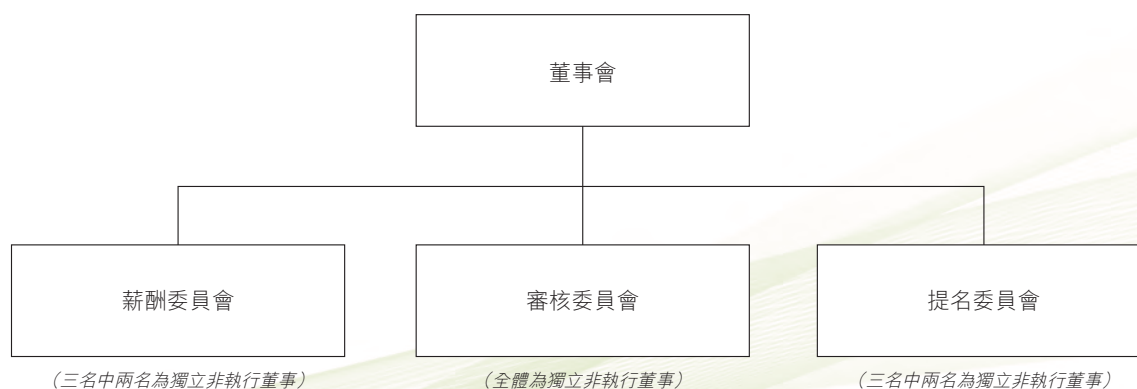 董事會
薪酬委員會
審核委員會
提名委員會
（三名中兩名為獨立非執行董事）
（全體為獨立非執行董事）
（三名中兩名為獨立非執行董事）